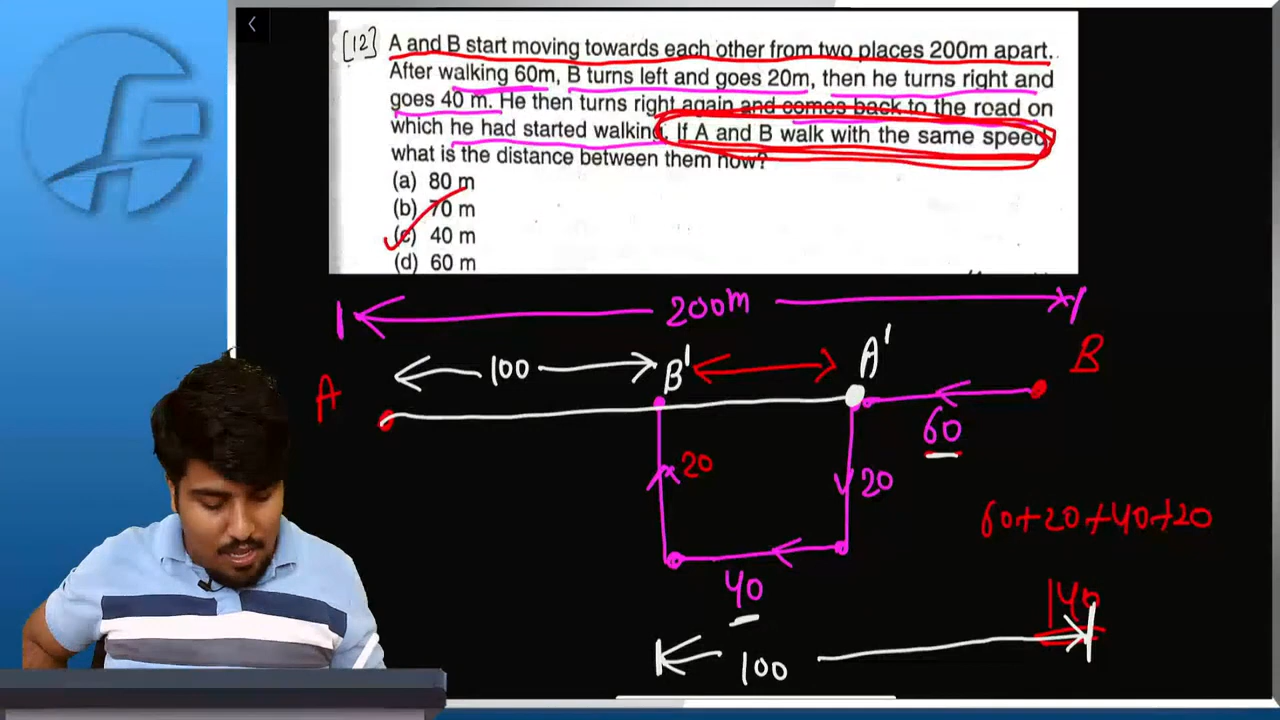 [12] A and B start moving towards each other from two places 200m apart.
After walking 60m, B turns left and goes 20m, then he turns right and
goes 40 m. He then turns right again and comes back to the road on
which he had started walking. If A and B walk with the same speed,
what is the distance between them now?
(a) 80 m
(b) 70 m
(c) 40 m
(d) 60 m
200m
100
B'
A'
B
A
60
20
20
60+20+40+20
40
140
100